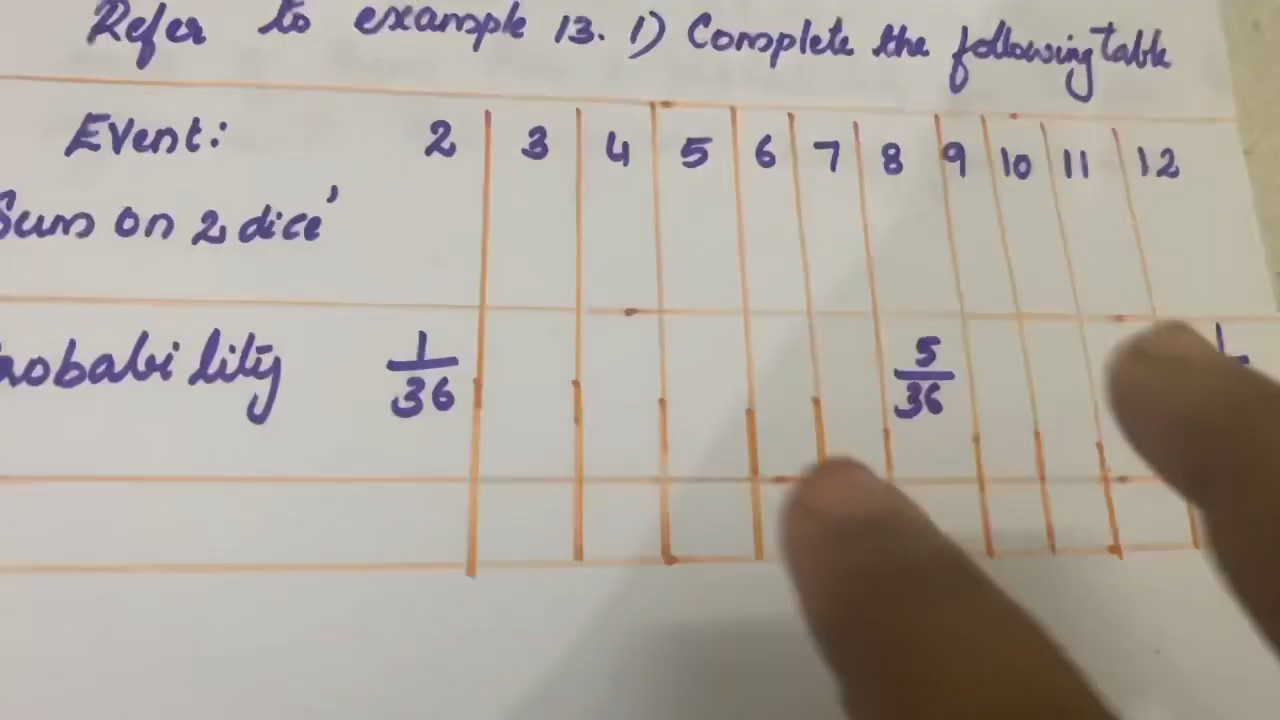 Refer to example 13. 1) Complete the following table
Event: 2 3 4 5 6 7 8 9 10 11 12
Sum on 2 dice'
1/36 5/36